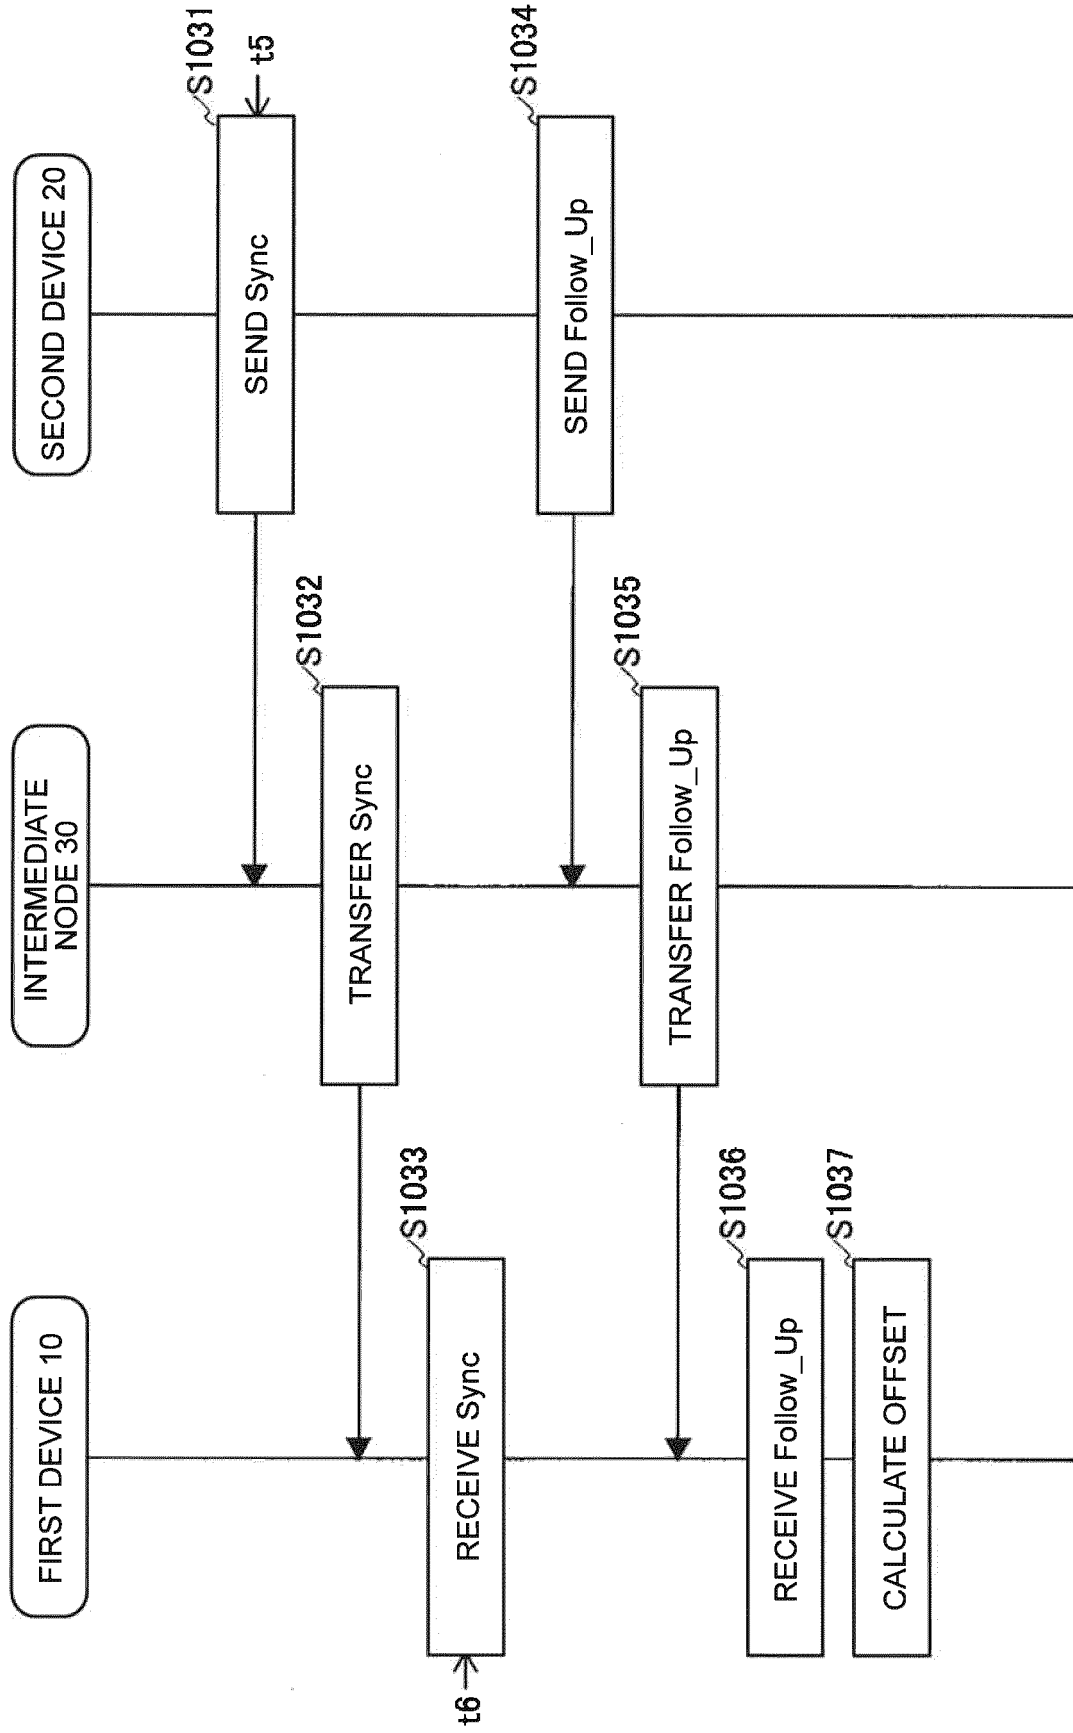 FIRST DEVICE 10
INTERMEDIATE
NODE 30
SECOND DEVICE 20
S1031
SEND Sync
t5
S1032
TRANSFER Sync
S1033
RECEIVE Sync
t6
S1034
SEND Follow_Up
S1035
TRANSFER Follow_Up
S1036
RECEIVE Follow_Up
S1037
CALCULATE OFFSET